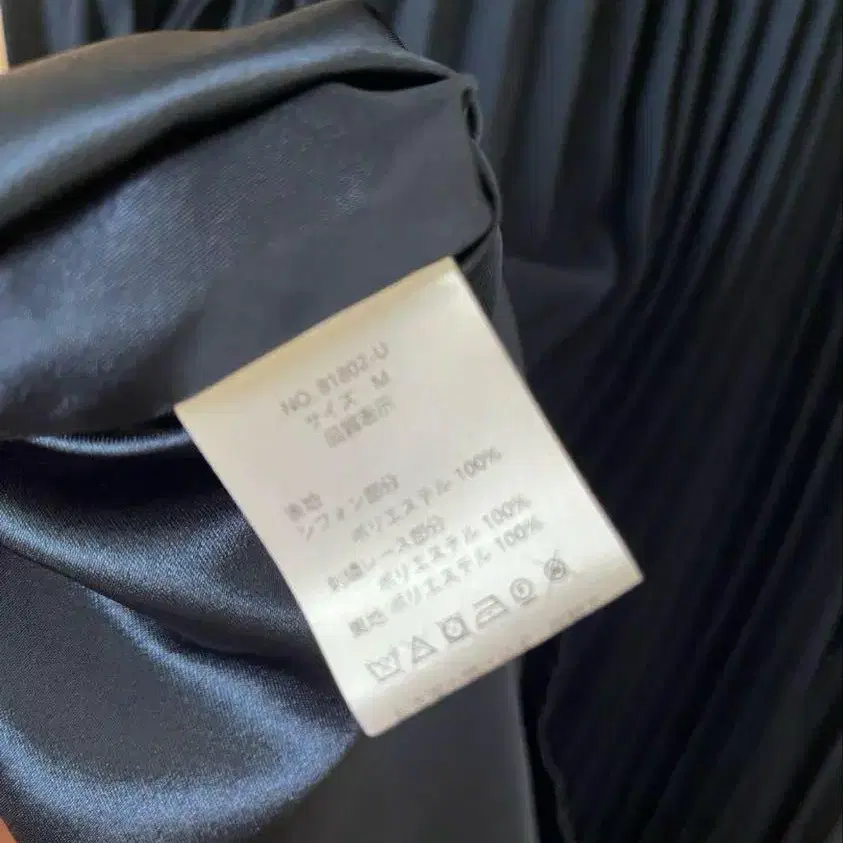 NO 81802-U
サイズ M
品質表示
表地
シフォン部分
ポリエステル 100%
刺繍レース部分
ポリエステル 100%
裏地 ポリエステル 100%